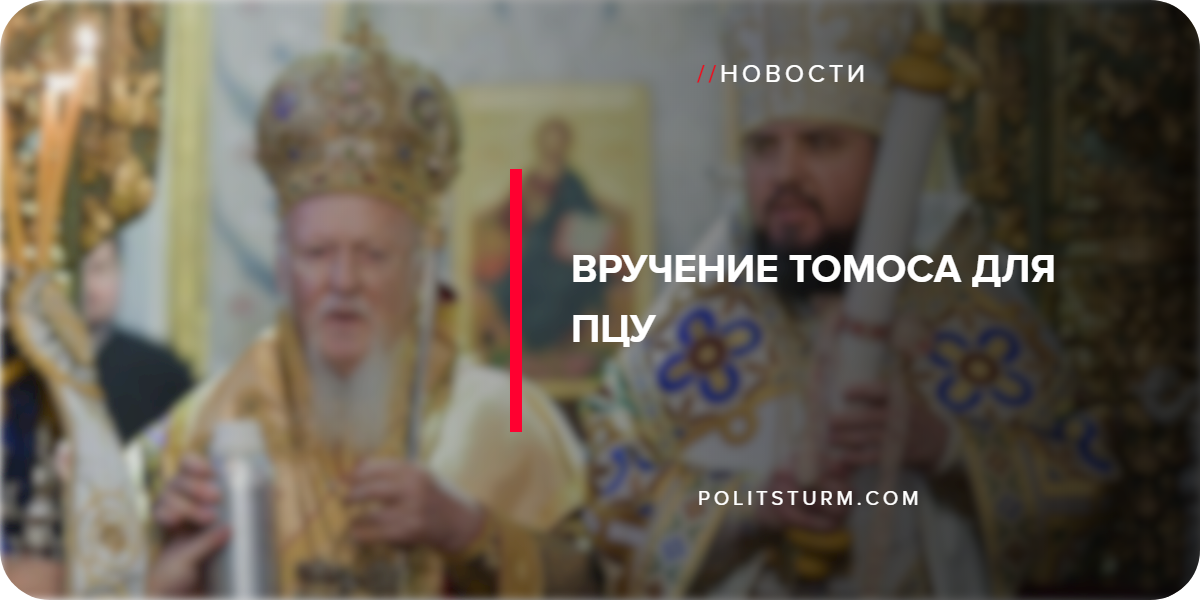 //НОВОСТИ
ВРУЧЕНИЕ ТОМОСА ДЛЯ
ПЦУ
POLITSTURM.COM